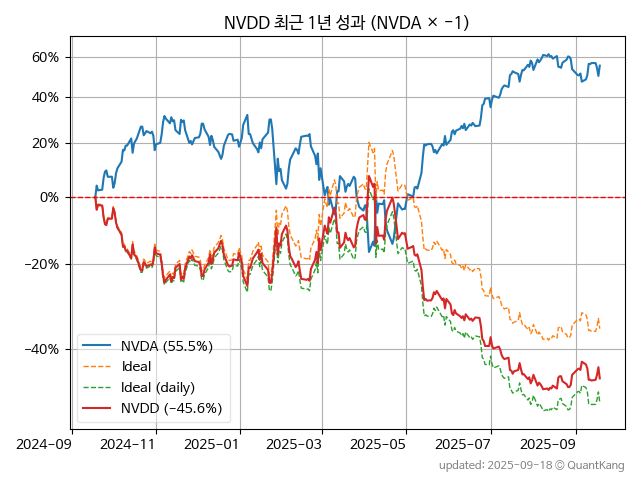 NVDD 최근 1년 성과 (NVDA × −1)
60%
40%
20%
0%
−20%
−40%
NVDA (55.5%)
Ideal
Ideal (daily)
NVDD (−45.6%)
2024−09 2024−11 2025−01 2025−03 2025−05 2025−07 2025−09
updated: 2025−09−18 © QuantKang